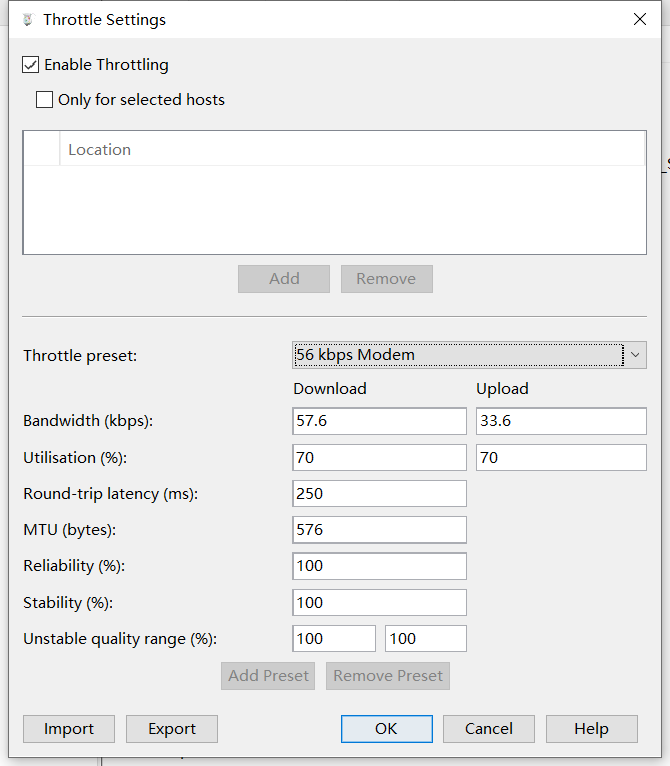 Throttle Settings
Enable Throttling
Only for selected hosts
Location
Add Remove
Throttle preset: 56 kbps Modem
Download Upload
Bandwidth (kbps): 57.6 33.6
Utilisation (%): 70 70
Round-trip latency (ms): 250
MTU (bytes): 576
Reliability (%): 100
Stability (%): 100
Unstable quality range (%): 100 100
Add Preset Remove Preset
Import Export OK Cancel Help